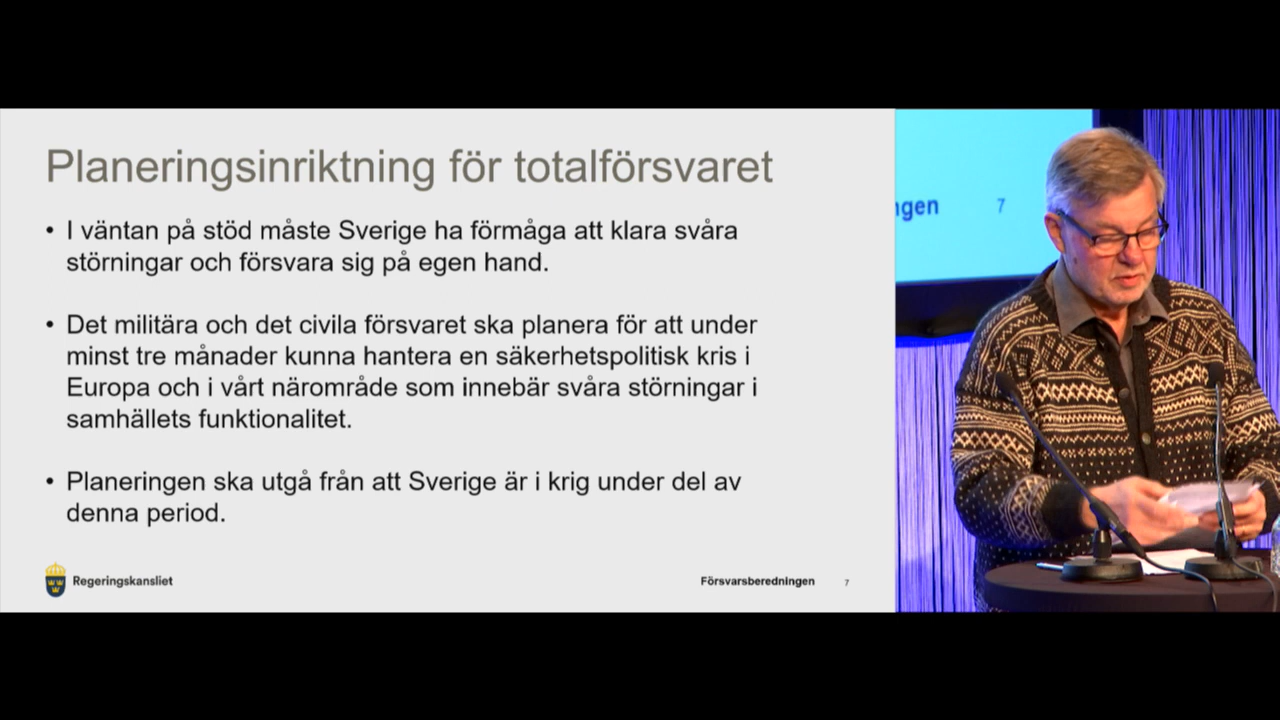 Planeringsinriktning för totalförsvaret
• I väntan på stöd måste Sverige ha förmåga att klara svåra
störningar och försvara sig på egen hand.
• Det militära och det civila försvaret ska planera för att under
minst tre månader kunna hantera en säkerhetspolitisk kris i
Europa och i vårt närområde som innebär svåra störningar i
samhällets funktionalitet.
• Planeringen ska utgå från att Sverige är i krig under del av
denna period.
Regeringskansliet
Försvarsberedningen 7
ngen 7